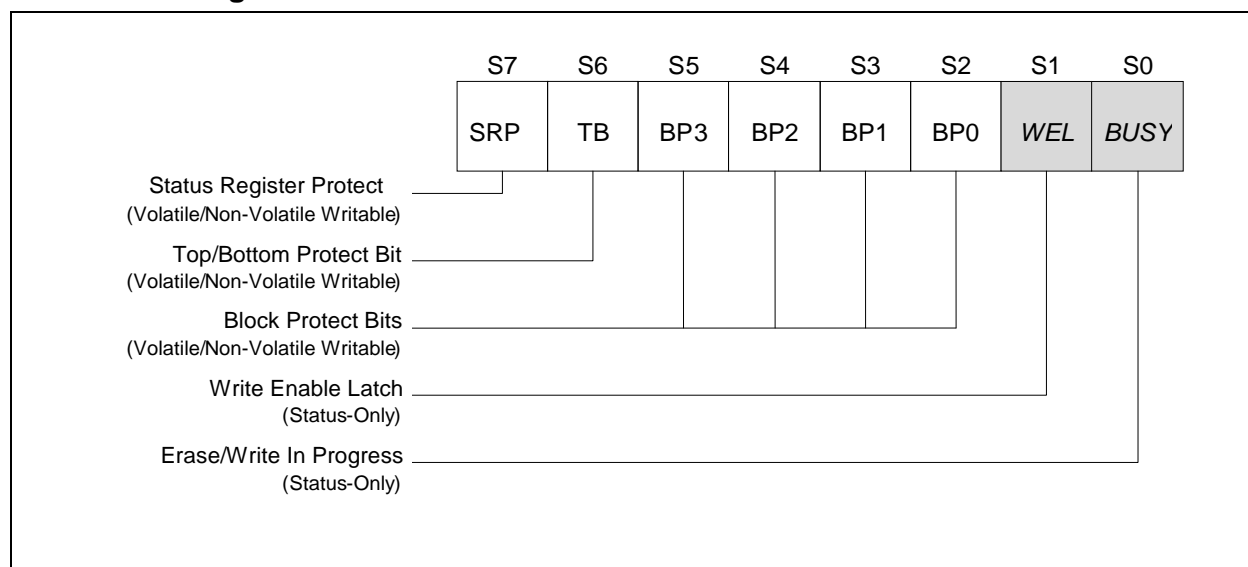 S7 S6 S5 S4 S3 S2 S1 S0
SRP TB BP3 BP2 BP1 BP0 WEL BUSY
Status Register Protect
(Volatile/Non-Volatile Writable)
Top/Bottom Protect Bit
(Volatile/Non-Volatile Writable)
Block Protect Bits
(Volatile/Non-Volatile Writable)
Write Enable Latch
(Status-Only)
Erase/Write In Progress
(Status-Only)